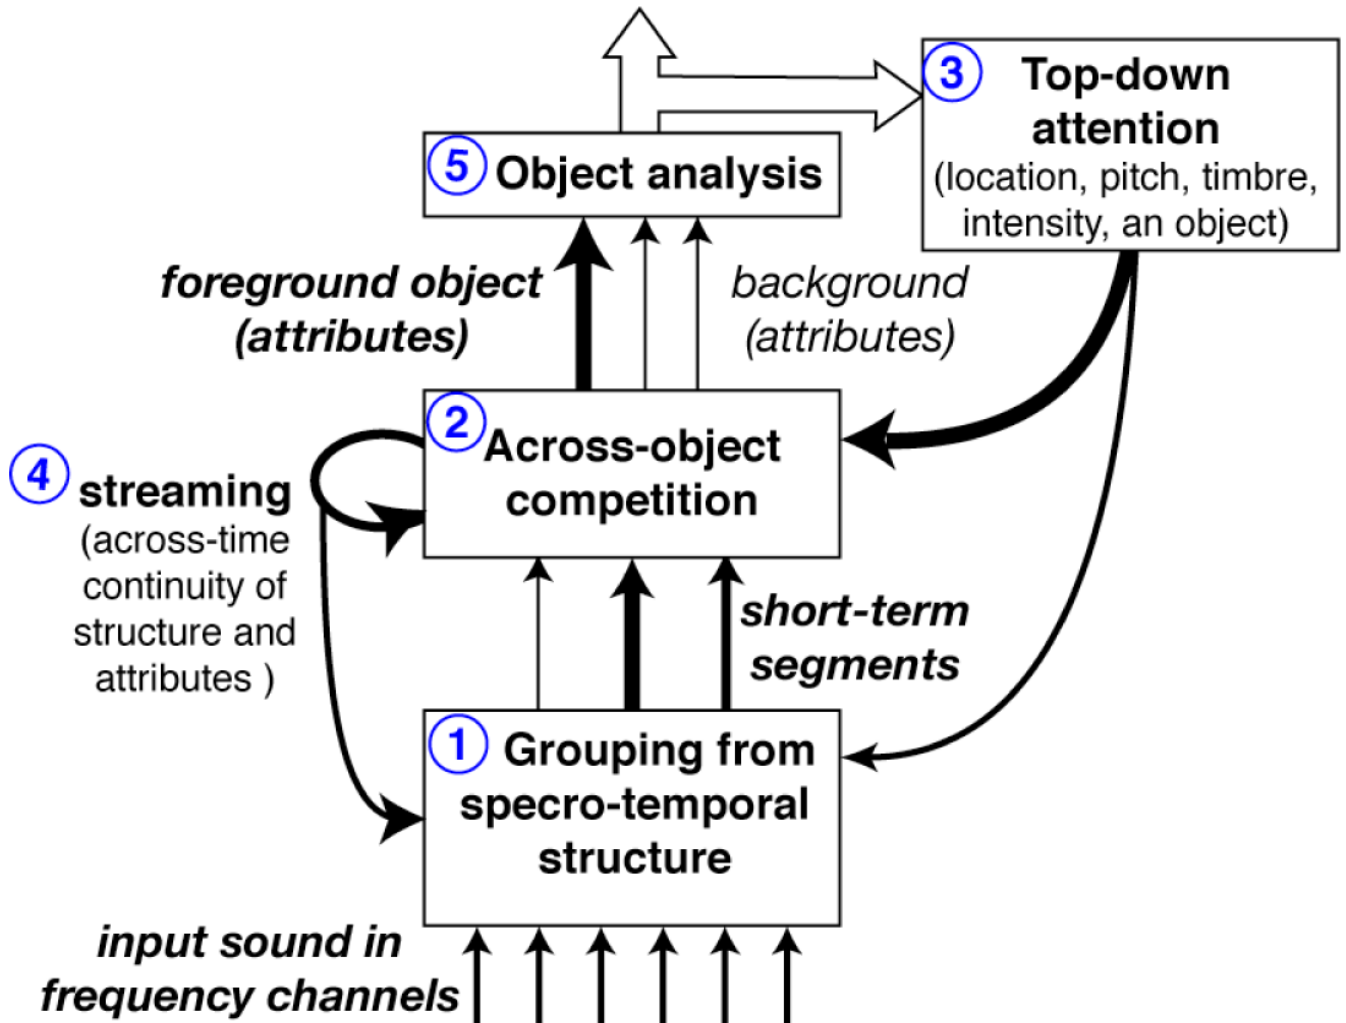 3
Top-down
attention
(location, pitch, timbre,
intensity, an object)
5
Object analysis
foreground object
(attributes)
background
(attributes)
2
Across-object
competition
4
streaming
(across-time
continuity of
structure and
attributes )
short-term
segments
1
Grouping from
specro-temporal
structure
input sound in
frequency channels